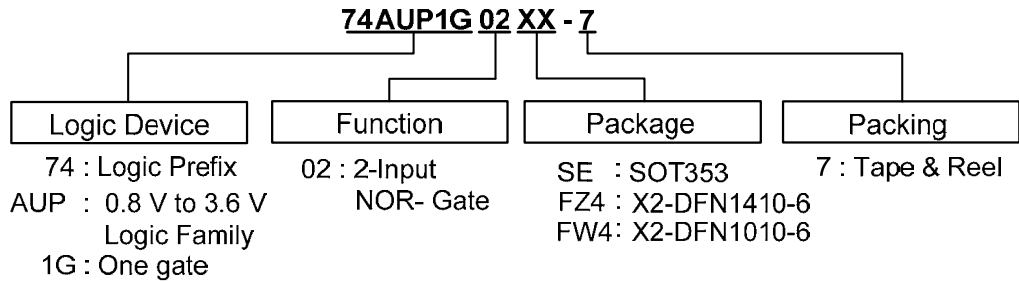 74AUP1G 02 XX - 7
Logic Device
74 : Logic Prefix
AUP : 0.8 V to 3.6 V
Logic Family
1G : One gate
Function
02 : 2-Input
NOR- Gate
Package
SE : SOT353
FZ4 : X2-DFN1410-6
FW4 : X2-DFN1010-6
Packing
7 : Tape & Reel